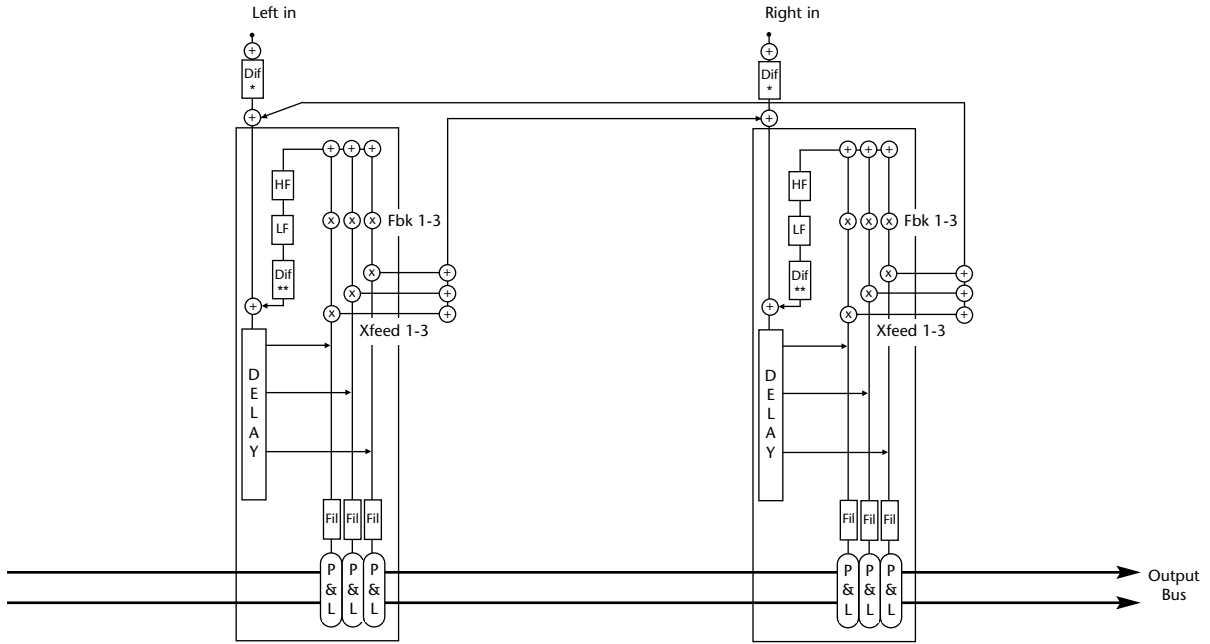 Left in
Right in
+
+
Dif
*
Dif
*
+
+
+ + +
+ + +
HF
HF
x x x Fbk 1-3
x x x Fbk 1-3
LF
LF
Dif
**
Dif
**
x +
x +
x +
x +
+
+
x +
x +
Xfeed 1-3
Xfeed 1-3
D
E
L
A
Y
D
E
L
A
Y
Fil Fil Fil
Fil Fil Fil
P
&
L
P
&
L
P
&
L
P
&
L
P
&
L
P
&
L
Output
Bus